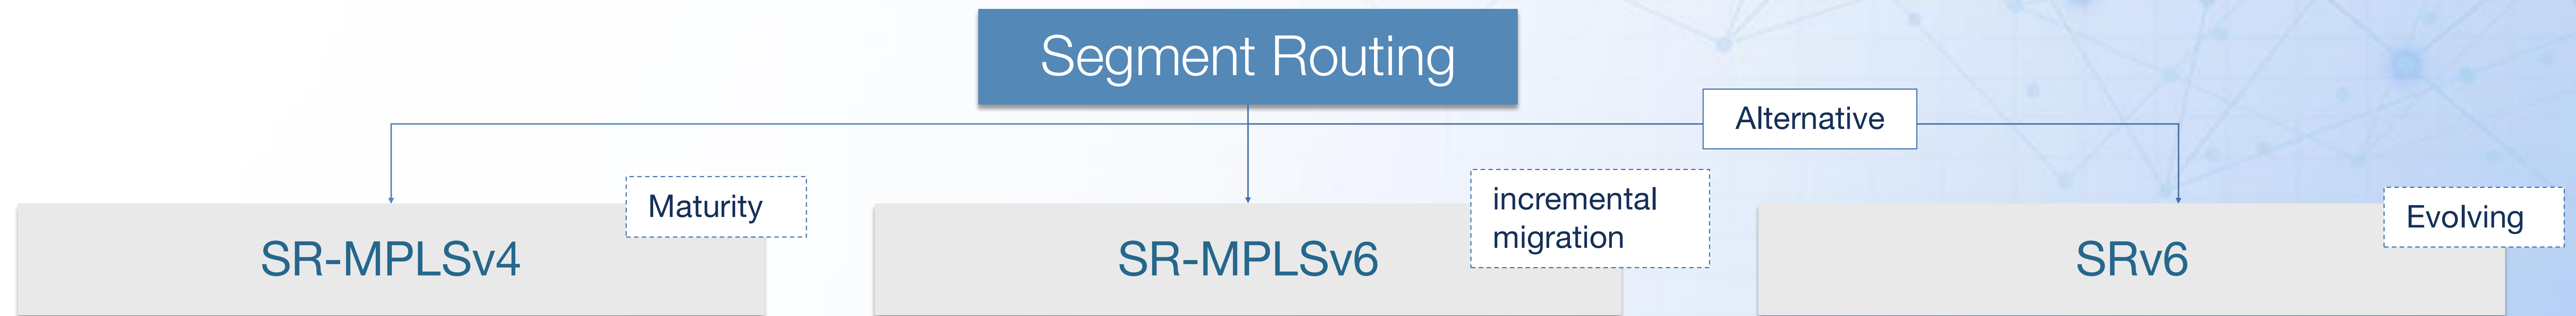 Segment Routing
Alternative
Maturity
incremental
migration
Evolving
SR-MPLSv4
SR-MPLSv6
SRv6